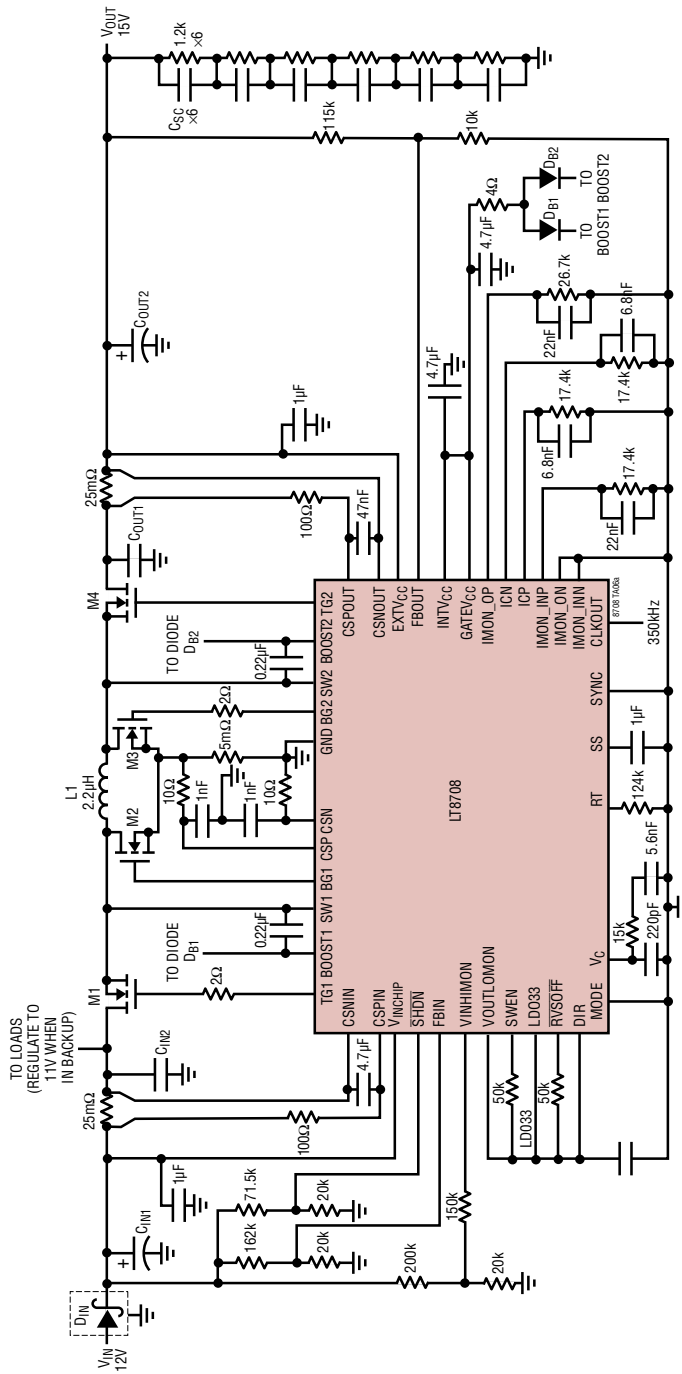 VIN
12V
DIN
+
CIN1
1µF
25mΩ
CIN2
TO LOADS
(REGULATE TO
11V WHEN
IN BACKUP)
100Ω
4.7µF
162k
20k
71.5k
20k
200k
20k
150k
M1
2Ω
TO DIODE
DB1
0.22µF
L1
2.2µH
M2
M3
10Ω
1nF
1nF
10Ω
5mΩ
2Ω
0.22µF
TO DIODE
DB2
M4
COUT1
25mΩ
100Ω
47nF
1µF
+
COUT2
VOUT
15V
CSC
×6
1.2k
×6
115k
10k
TG1
BOOST1
SW1
BG1
CSP
CSN
GND
BG2
SW2
BOOST2
TG2
CSNIN
CSPIN
VINCHIP
SHDN
FBIN
VINHIMON
VOUTLOMON
SWEN
LDO33
RVSOFF
DIR
MODE
LT8708
CSPOUT
CSNOUT
EXTVCC
FBOUT
INTVCC
GATEVCC
IMON_OP
ICN
ICP
IMON_INP
IMON_ON
IMON_INN
CLKOUT
VC
RT
SS
SYNC
8708 TA06a
4.7µF
4.7µF
4Ω
DB1
DB2
TO
BOOST1
TO
BOOST2
22nF
26.7k
17.4k
6.8nF
6.8nF
17.4k
22nF
17.4k
50k
LDO33
50k
15k
220pF
5.6nF
124k
1µF
350kHz